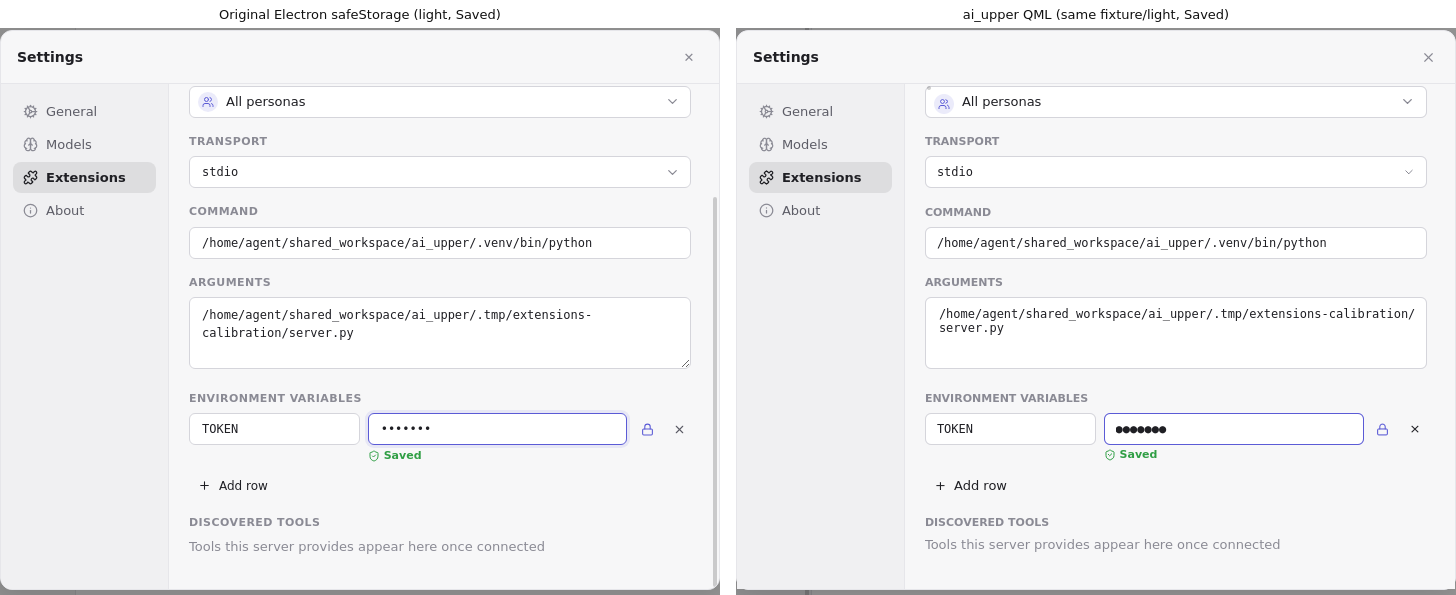 Original Electron safeStorage (light, Saved)
Settings
General
Models
Extensions
About
All personas
TRANSPORT
stdio
COMMAND
/home/agent/shared_workspace/ai_upper/.venv/bin/python
ARGUMENTS
/home/agent/shared_workspace/ai_upper/.tmp/extensions-
calibration/server.py
ENVIRONMENT VARIABLES
TOKEN
•••••••
Saved
+ Add row
DISCOVERED TOOLS
Tools this server provides appear here once connected
ai_upper QML (same fixture/light, Saved)
Settings
General
Models
Extensions
About
All personas
TRANSPORT
stdio
COMMAND
/home/agent/shared_workspace/ai_upper/.venv/bin/python
ARGUMENTS
/home/agent/shared_workspace/ai_upper/.tmp/extensions-calibration/
server.py
ENVIRONMENT VARIABLES
TOKEN
●●●●●●●
Saved
+ Add row
DISCOVERED TOOLS
Tools this server provides appear here once connected